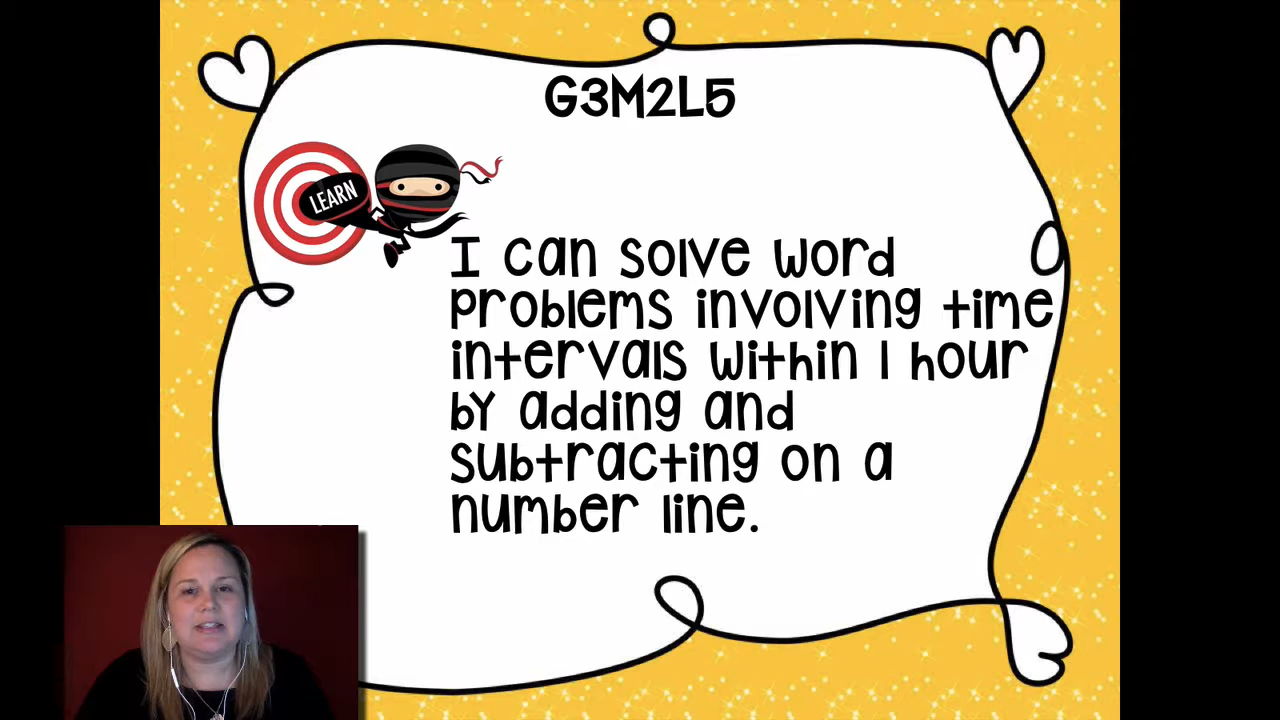 G3M2L5
LEARN
I can solve word
problems involving time
intervals within 1 hour
by adding and
subtracting on a
number line.